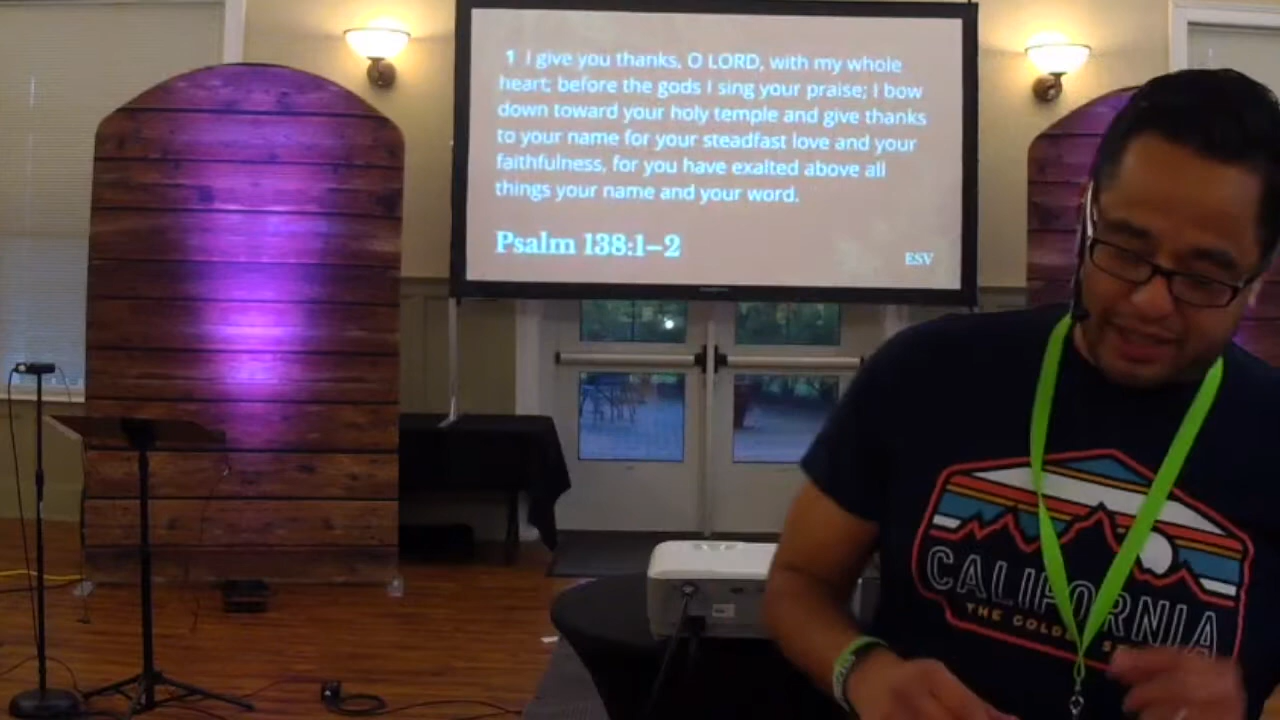 1 I give you thanks, O LORD, with my whole
heart; before the gods I sing your praise; I bow
down toward your holy temple and give thanks
to your name for your steadfast love and your
faithfulness, for you have exalted above all
things your name and your word.
Psalm 138:1–2
ESV
CALIFORNIA
THE GOLDE